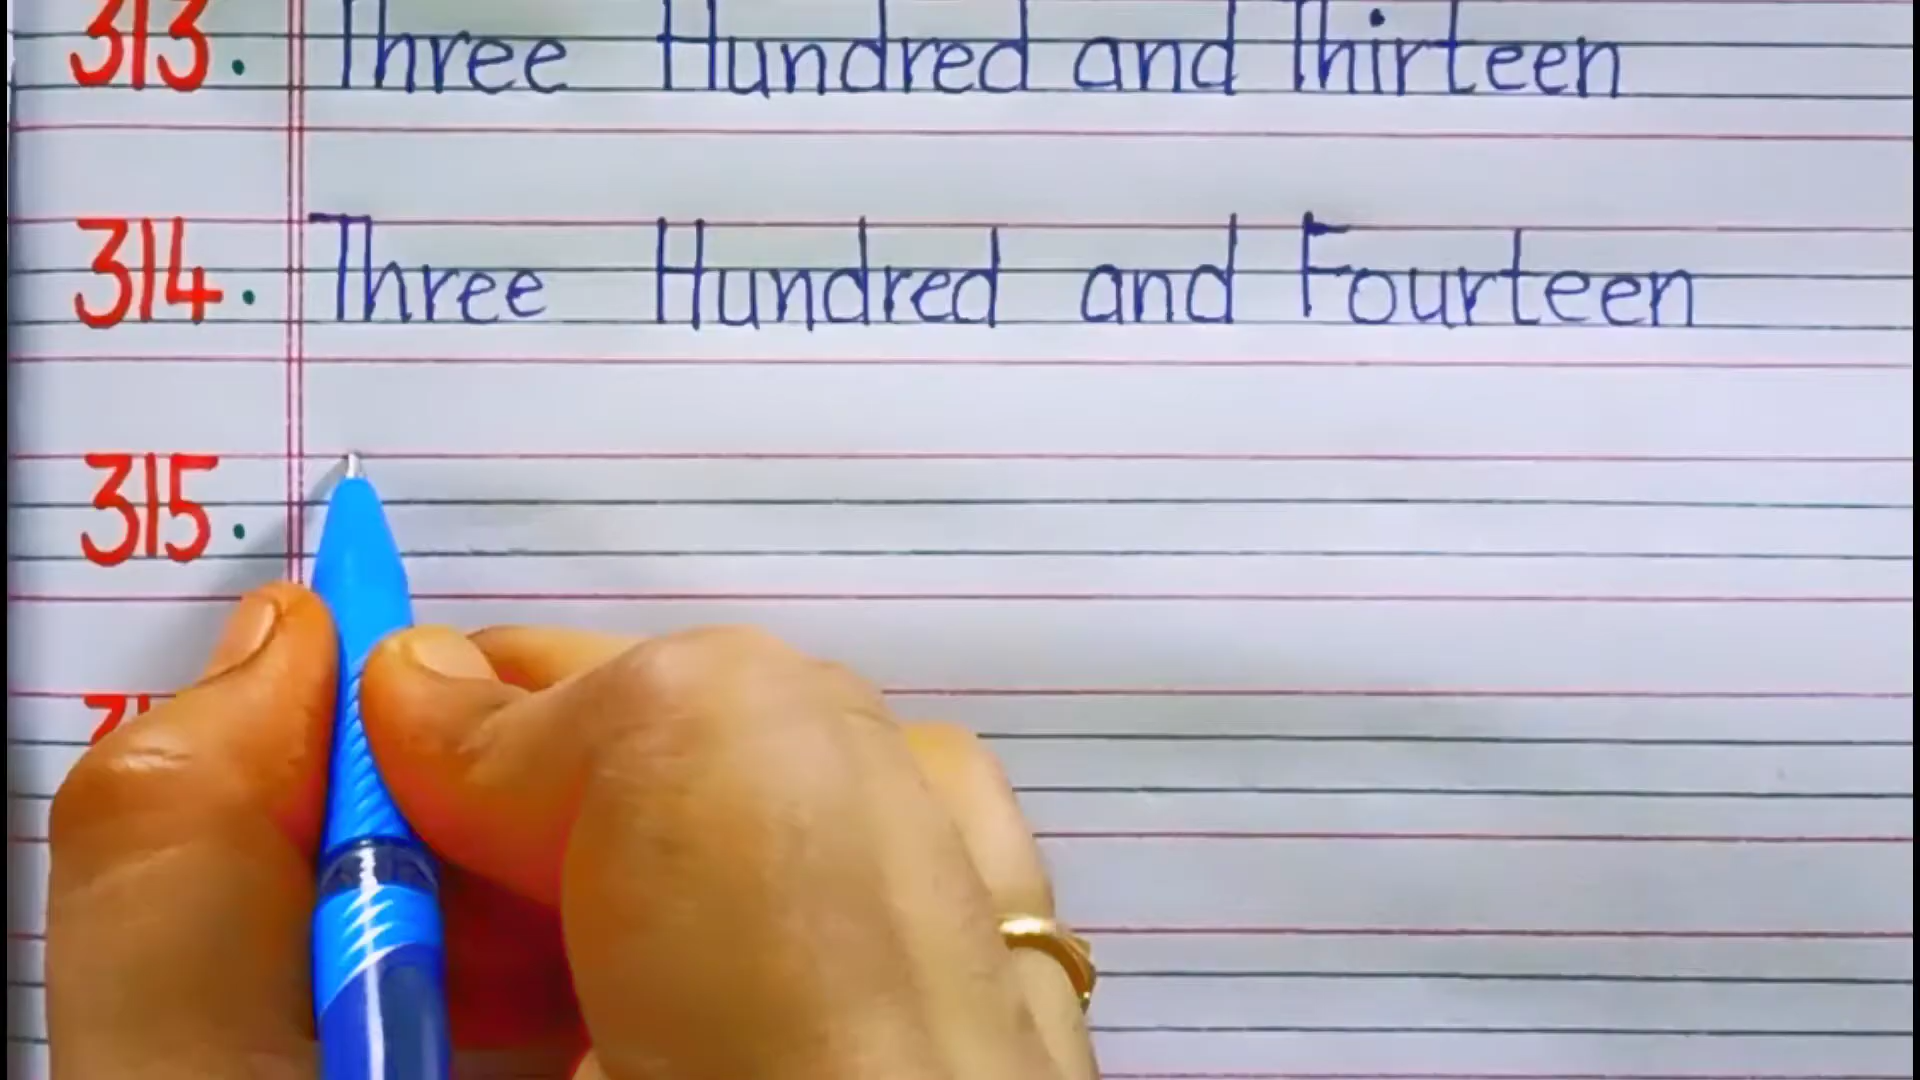 313. Three Hundred and Thirteen
314. Three Hundred and Fourteen
315.